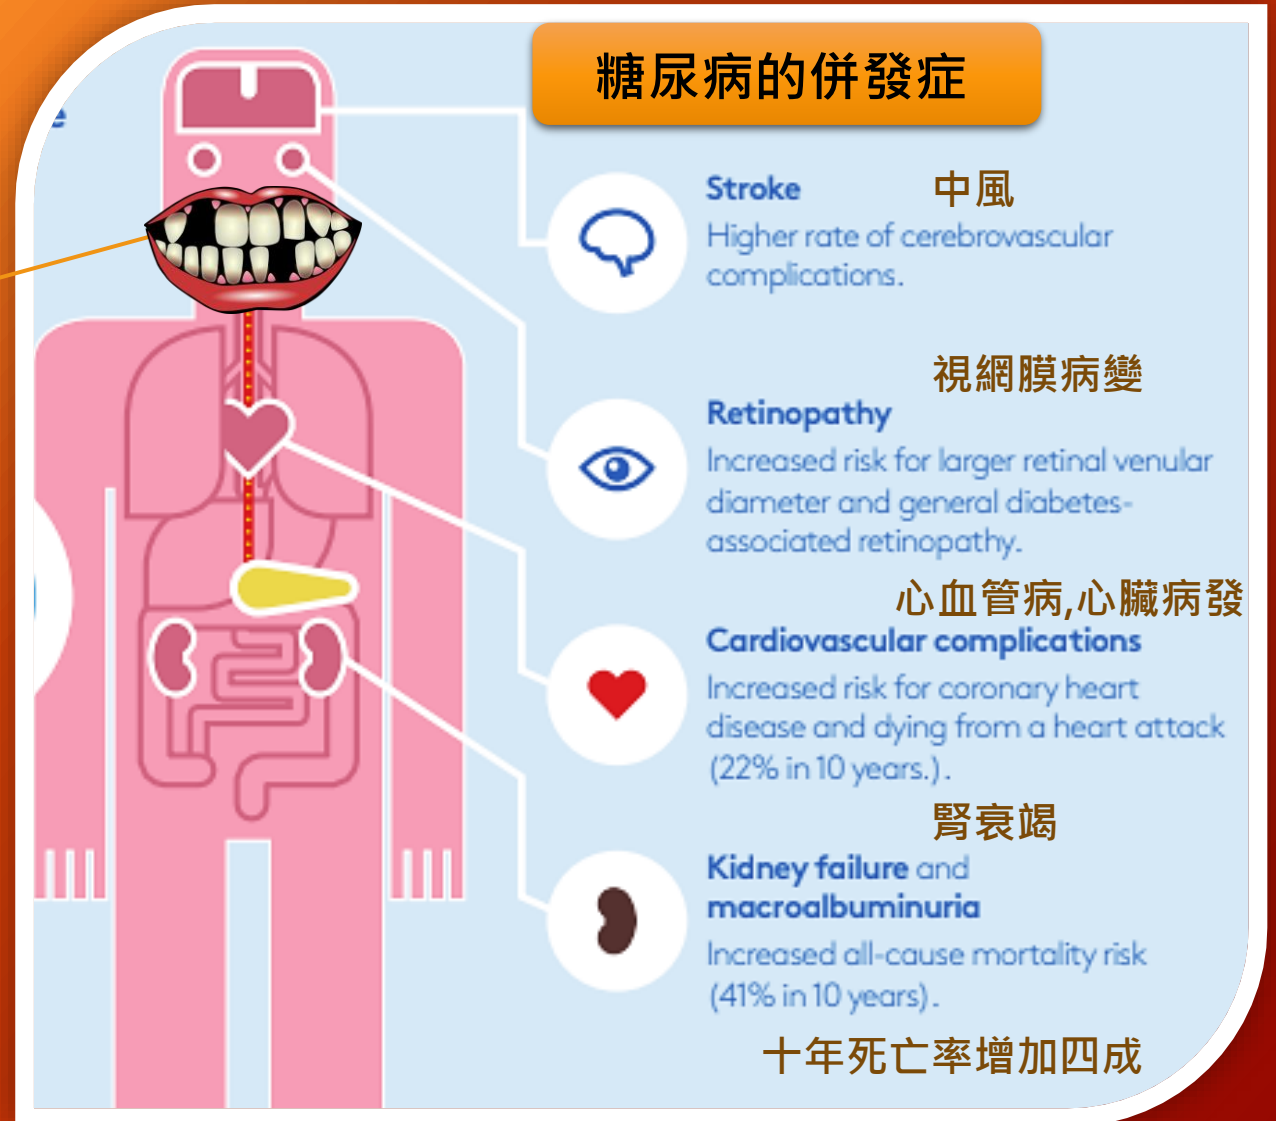 糖尿病的併發症
Stroke 中風
Higher rate of cerebrovascular
complications.
視網膜病變
Retinopathy
Increased risk for larger retinal venular
diameter and general diabetes-
associated retinopathy.
心血管病,心臟病發
Cardiovascular complications
Increased risk for coronary heart
disease and dying from a heart attack
(22% in 10 years.).
腎衰竭
Kidney failure and
macroalbuminuria
Increased all-cause mortality risk
(41% in 10 years).
十年死亡率增加四成